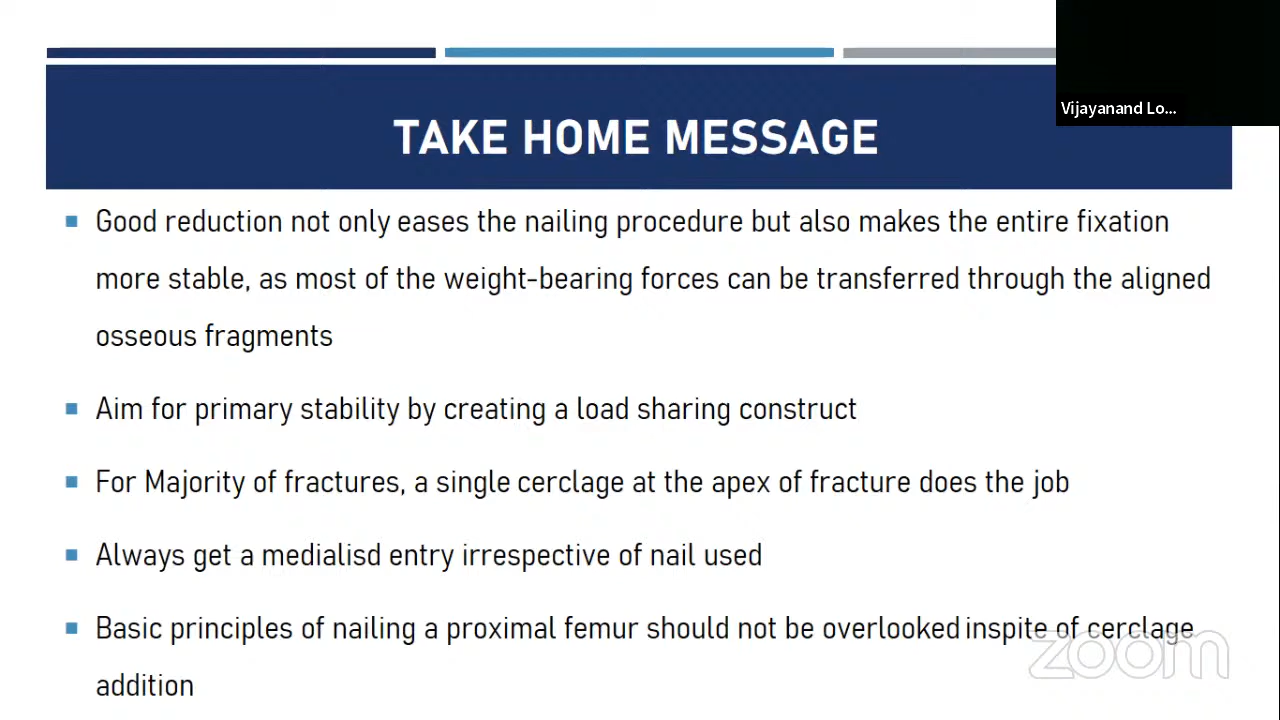 Vijayanand Lo...
TAKE HOME MESSAGE
Good reduction not only eases the nailing procedure but also makes the entire fixation
more stable, as most of the weight-bearing forces can be transferred through the aligned
osseous fragments
Aim for primary stability by creating a load sharing construct
For Majority of fractures, a single cerclage at the apex of fracture does the job
Always get a medialisd entry irrespective of nail used
Basic principles of nailing a proximal femur should not be overlooked inspite of cerclage
addition
zoom